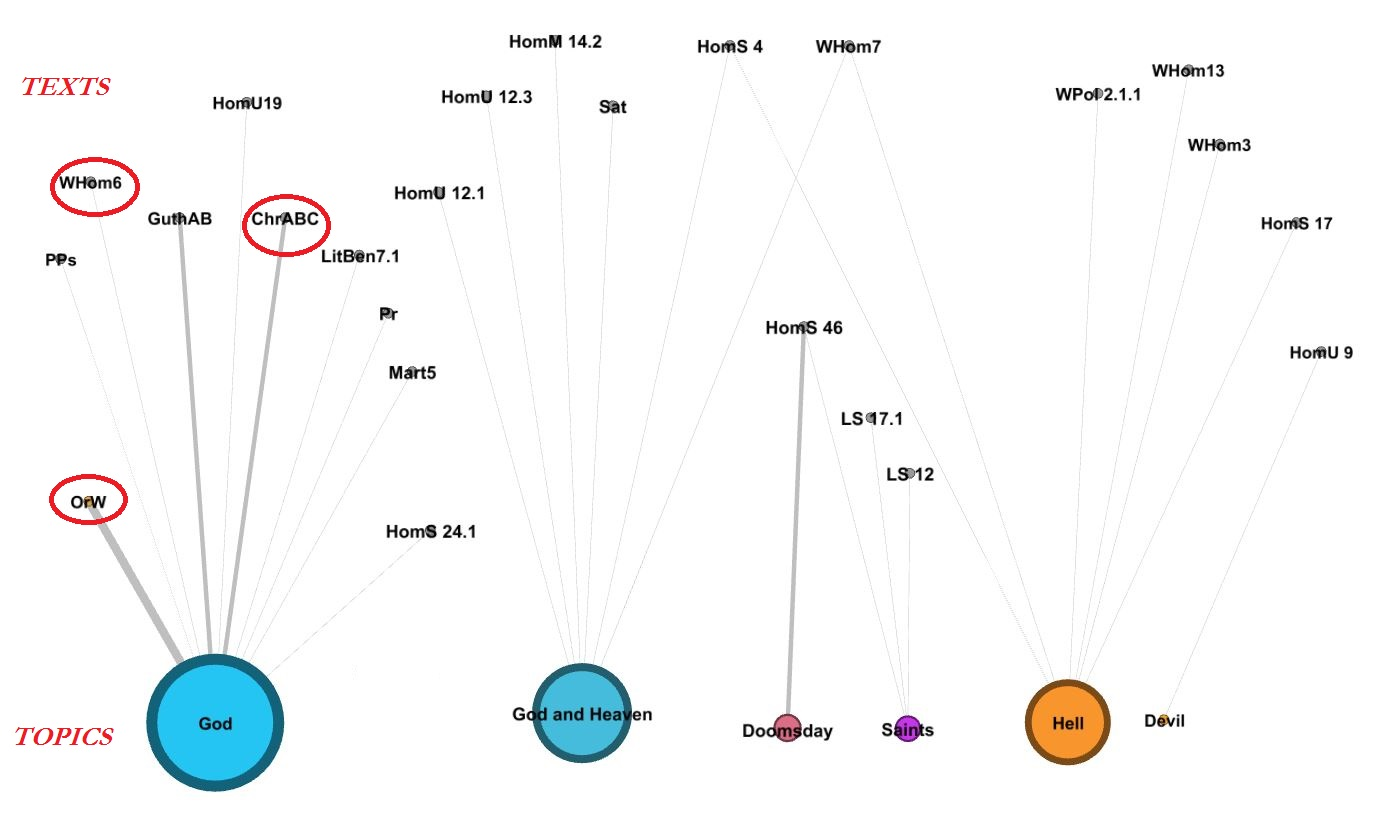 HomM 14.2
HomS 4
WHom7
WHom13
TEXTS
WPol 2.1.1
HomU 12.3
HomU19
Sat
WHom3
WHom6
HomU 12.1
GuthAB
ChrABC
HomS 17
PPs
LitBen7.1
Pr
HomS 46
HomU 9
Mart5
LS 17.1
LS 12
OrW
HomS 24.1
God
God and Heaven
Doomsday
Saints
Hell
Devil
TOPICS